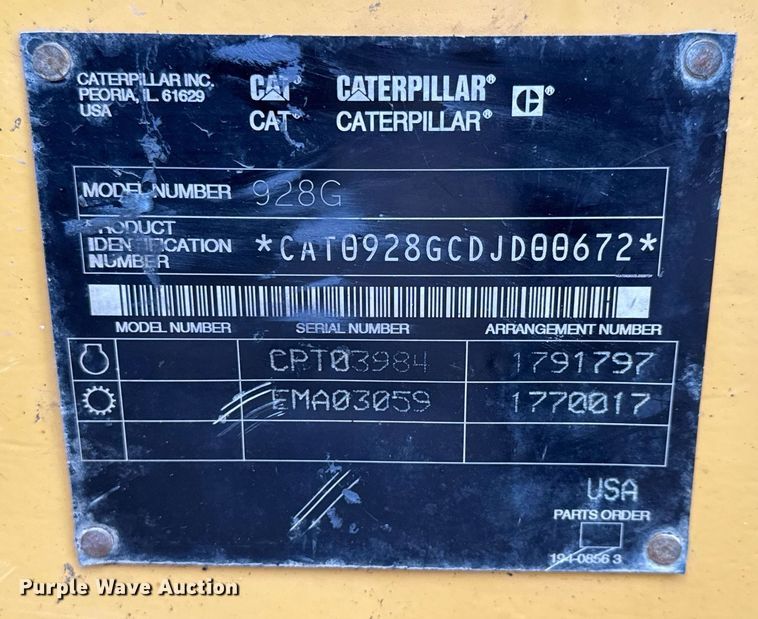 CATERPILLAR INC.
PEORIA, IL 61629
USA
CAT® CATERPILLAR®
CAT® CATERPILLAR®
MODEL NUMBER 928G
PRODUCT
IDENTIFICATION
NUMBER
*CAT0928GCDJD00672*
MODEL NUMBER SERIAL NUMBER ARRANGEMENT NUMBER
CPT03984 1791797
EMA03059 1770017
USA
PARTS ORDER
194-0856 3
Purple Wave Auction